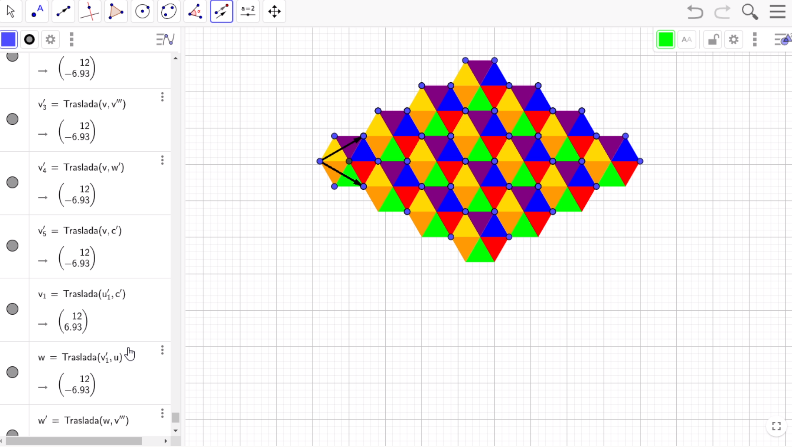 a=2
AA
→ (12
−6.93)
v′₃ = Traslada(v, v‴)
→ (12
−6.93)
v′₄ = Traslada(v, w′)
→ (12
−6.93)
v′₅ = Traslada(v, c′)
→ (12
−6.93)
v₁ = Traslada(u′₁, c′)
→ (12
6.93)
w = Traslada(v′₁, u)
→ (12
−6.93)
w′ = Traslada(w, v‴)